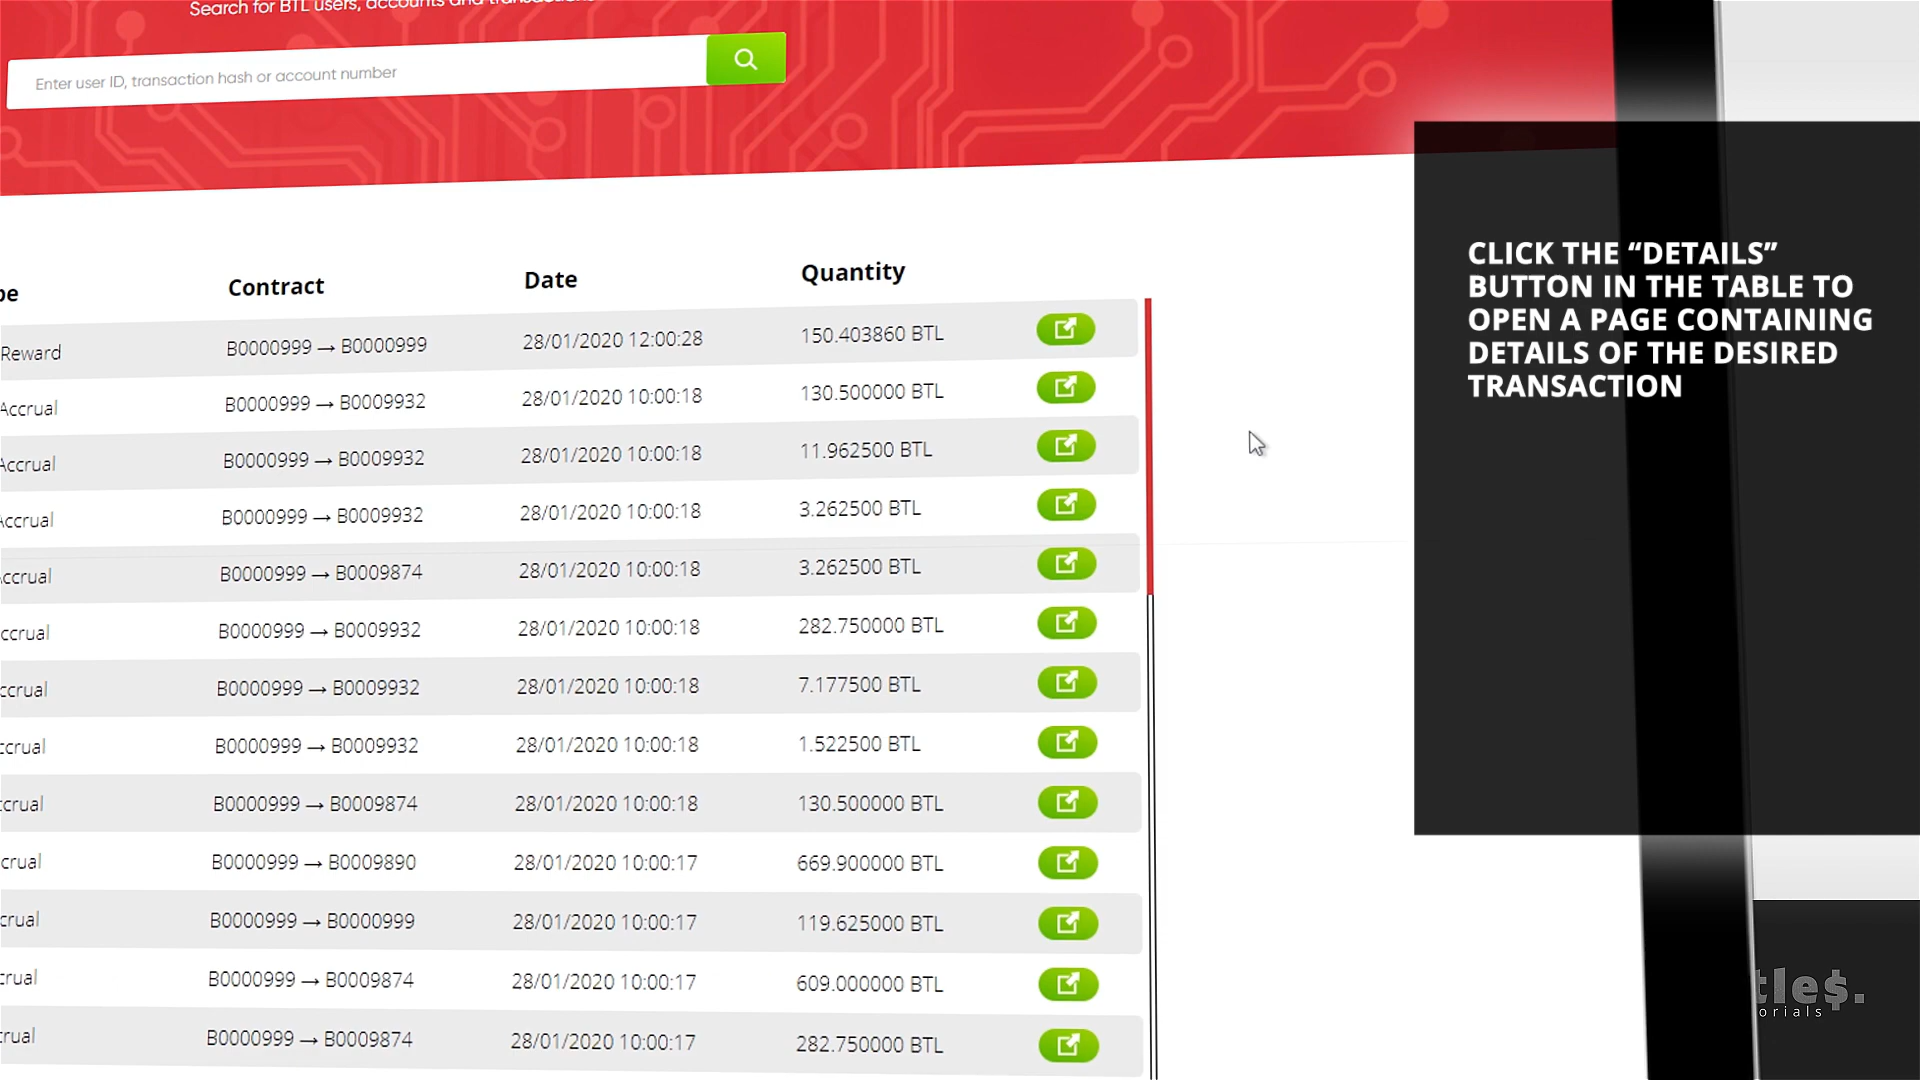 Search for BTL users, accounts and transactions
Enter user ID, transaction hash or account number
CLICK THE “DETAILS”
BUTTON IN THE TABLE TO
OPEN A PAGE CONTAINING
DETAILS OF THE DESIRED
TRANSACTION
pe Contract Date Quantity
Reward B0000999 → B0000999 28/01/2020 12:00:28 150.403860 BTL
Accrual B0000999 → B0009932 28/01/2020 10:00:18 130.500000 BTL
Accrual B0000999 → B0009932 28/01/2020 10:00:18 11.962500 BTL
Accrual B0000999 → B0009932 28/01/2020 10:00:18 3.262500 BTL
Accrual B0000999 → B0009874 28/01/2020 10:00:18 3.262500 BTL
ccrual B0000999 → B0009932 28/01/2020 10:00:18 282.750000 BTL
ccrual B0000999 → B0009932 28/01/2020 10:00:18 7.177500 BTL
ccrual B0000999 → B0009932 28/01/2020 10:00:18 1.522500 BTL
ccrual B0000999 → B0009874 28/01/2020 10:00:18 130.500000 BTL
crual B0000999 → B0009890 28/01/2020 10:00:17 669.900000 BTL
crual B0000999 → B0000999 28/01/2020 10:00:17 119.625000 BTL
crual B0000999 → B0009874 28/01/2020 10:00:17 609.000000 BTL
crual B0000999 → B0009874 28/01/2020 10:00:17 282.750000 BTL
tle$.
orials